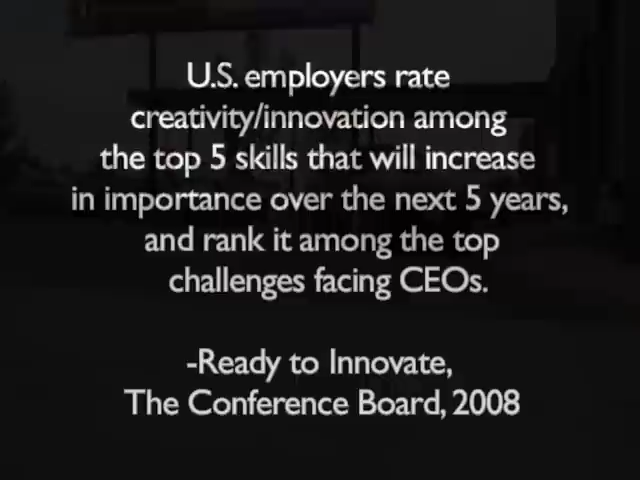 U.S. employers rate
creativity/innovation among
the top 5 skills that will increase
in importance over the next 5 years,
and rank it among the top
challenges facing CEOs.
-Ready to Innovate,
The Conference Board, 2008